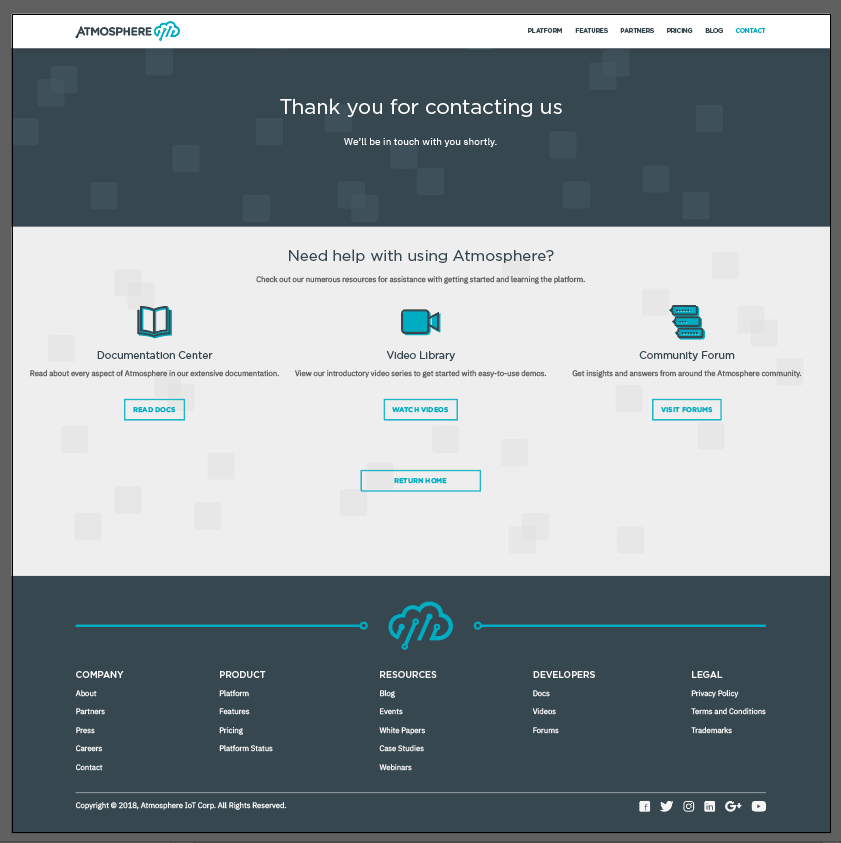 ATMOSPHERE
PLATFORM FEATURES PARTNERS PRICING BLOG CONTACT
Thank you for contacting us
We'll be in touch with you shortly.
Need help with using Atmosphere?
Check out our numerous resources for assistance with getting started and learning the platform.
Documentation Center
Read about every aspect of Atmosphere in our extensive documentation.
READ DOCS
Video Library
View our introductory video series to get started with easy-to-use demos.
WATCH VIDEOS
Community Forum
Get insights and answers from around the Atmosphere community.
VISIT FORUMS
RETURN HOME
COMPANY
About
Partners
Press
Careers
Contact
PRODUCT
Platform
Features
Pricing
Platform Status
RESOURCES
Blog
Events
White Papers
Case Studies
Webinars
DEVELOPERS
Docs
Videos
Forums
LEGAL
Privacy Policy
Terms and Conditions
Trademarks
Copyright © 2018, Atmosphere IoT Corp. All Rights Reserved.